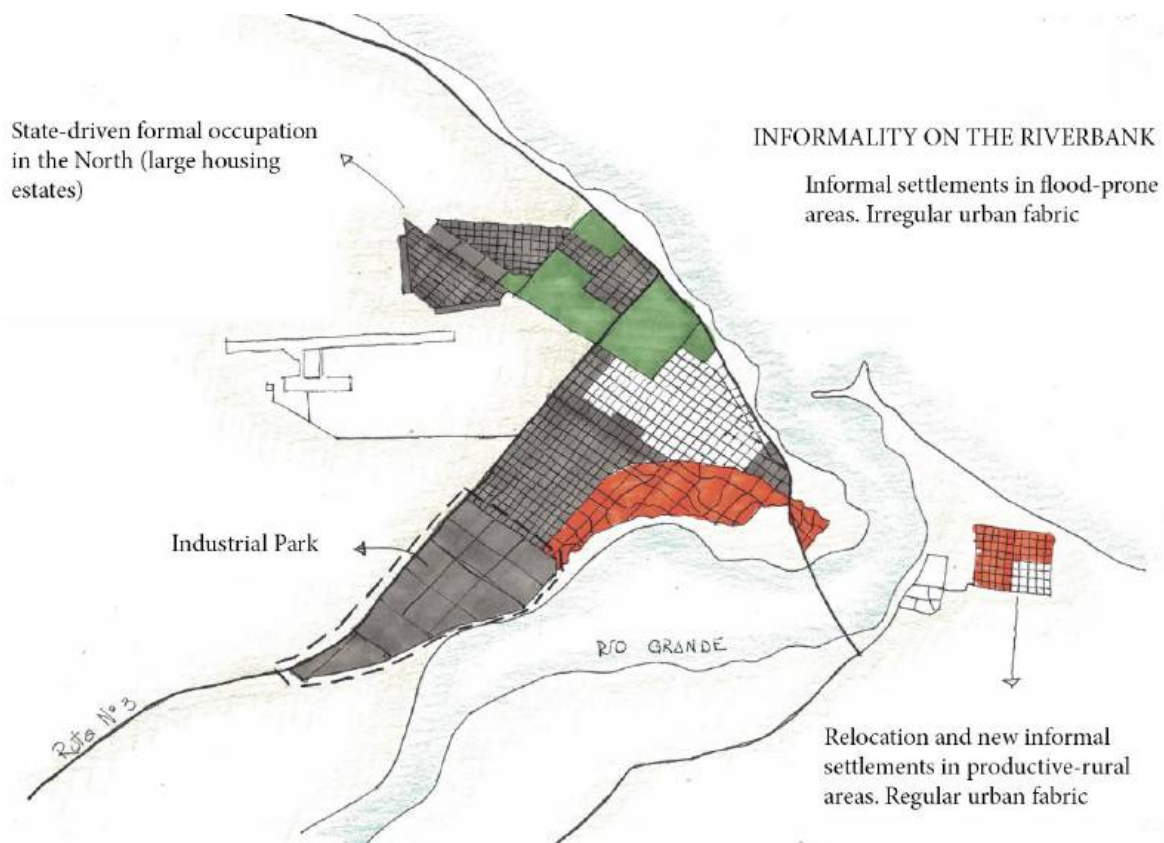 State-driven formal occupation
in the North (large housing
estates)
INFORMALITY ON THE RIVERBANK
Informal settlements in flood-prone
areas. Irregular urban fabric
Industrial Park
RIO GRANDE
Ruta Nº 3
Relocation and new informal
settlements in productive-rural
areas. Regular urban fabric